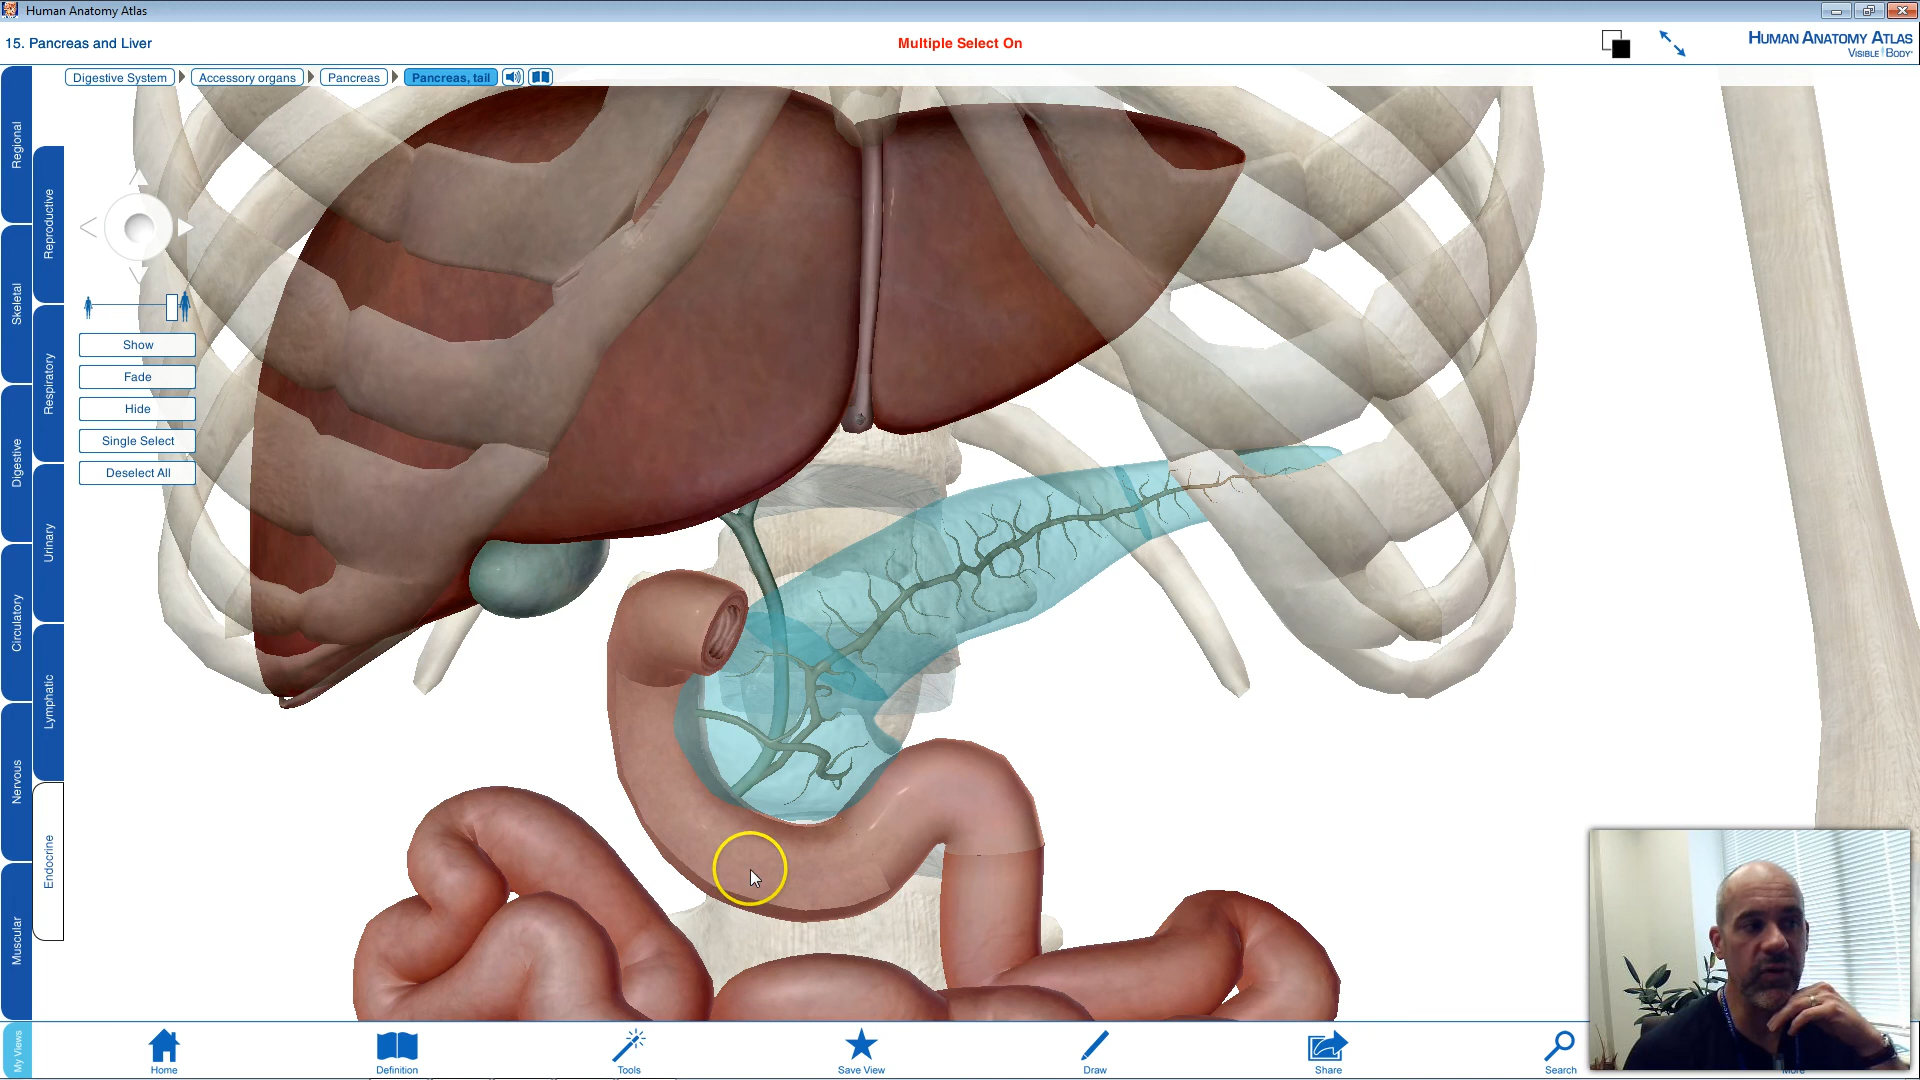 Human Anatomy Atlas
15. Pancreas and Liver
Multiple Select On
HUMAN ANATOMY ATLAS
VISIBLE BODY
Digestive System
Accessory organs
Pancreas
Pancreas, tail
Regional
Skeletal
Digestive
Circulatory
Nervous
Muscular
Reproductive
Respiratory
Urinary
Lymphatic
Endocrine
Show
Fade
Hide
Single Select
Deselect All
My Views
Home
Definition
Tools
Save View
Draw
Share
Search
More